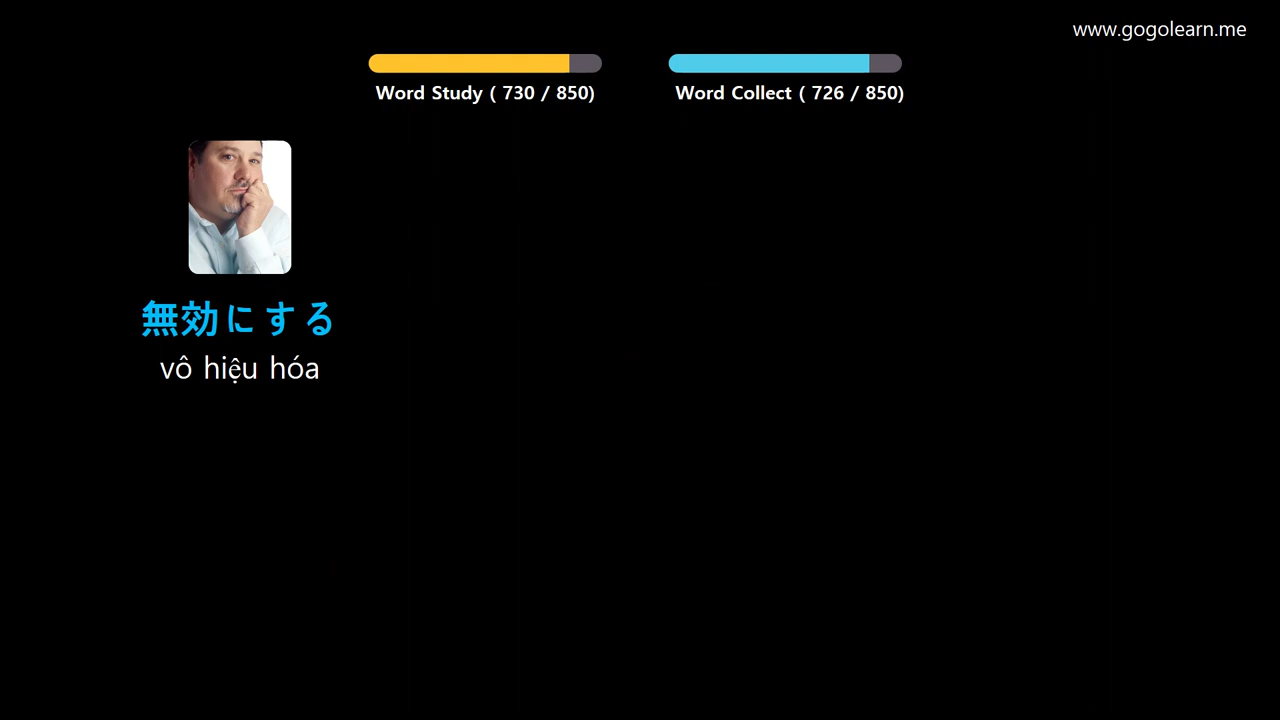 www.gogolearn.me
Word Study ( 730 / 850)
Word Collect ( 726 / 850)
無効にする
vô hiệu hóa